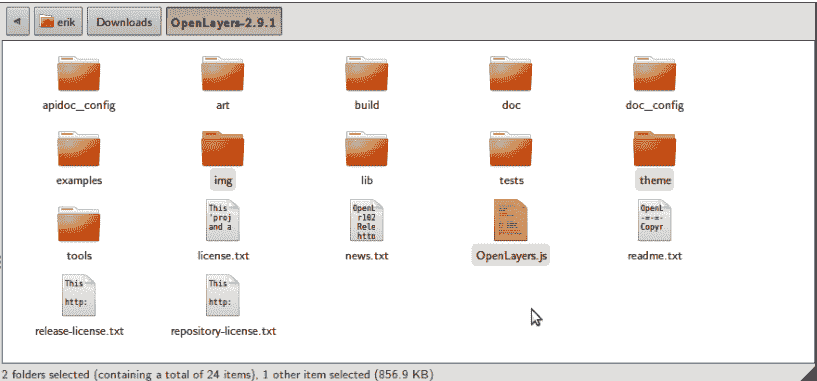 erik Downloads OpenLayers-2.9.1
apidoc_config art build doc doc_config
examples img lib tests theme
This
'proj
and a
OpenL
r102
Rele
http
OpenL
-=-=-
Copyr
tools license.txt news.txt OpenLayers.js readme.txt
This
http:
This
http:
release-license.txt repository-license.txt
2 folders selected (containing a total of 24 items), 1 other item selected (856.9 KB)